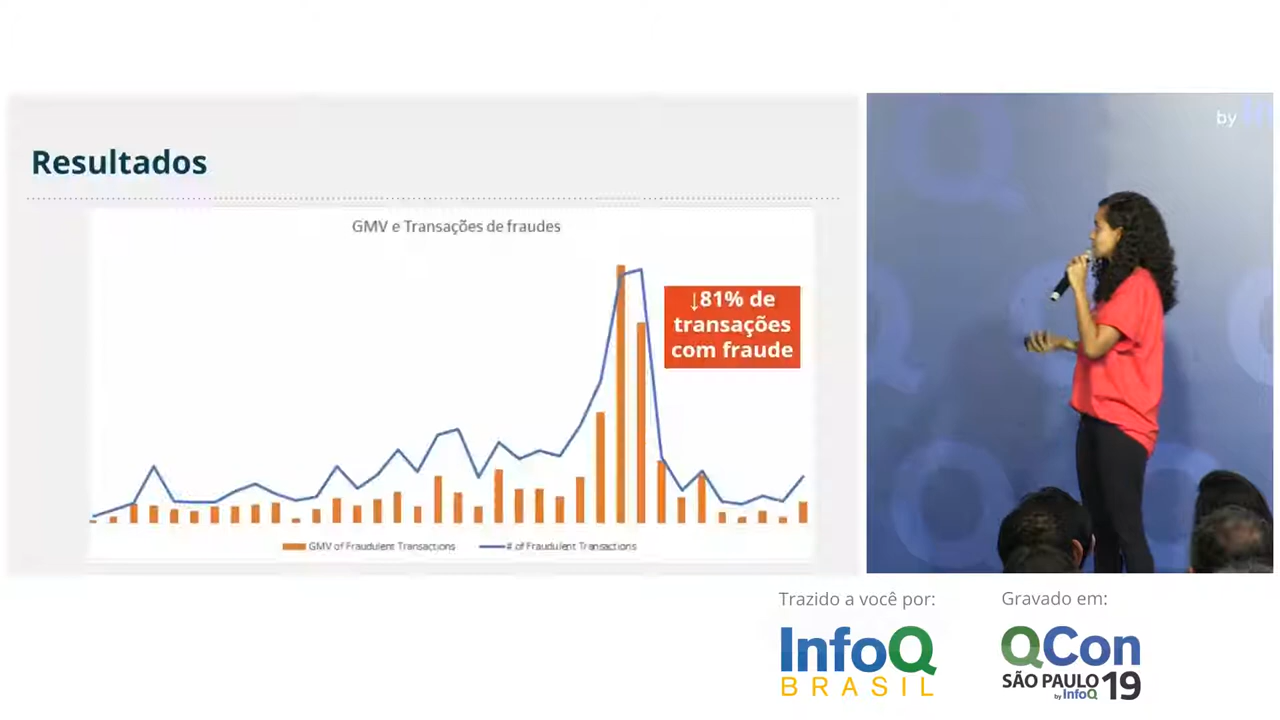 Resultados
GMV e Transações de fraudes
↓81% de
transações
com fraude
GMV of Fraudulent Transactions
# of Fraudulent Transactions
by
Trazido a você por:
InfoQ
BRASIL
Gravado em:
QCon
SÃO PAULO 19
by InfoQ